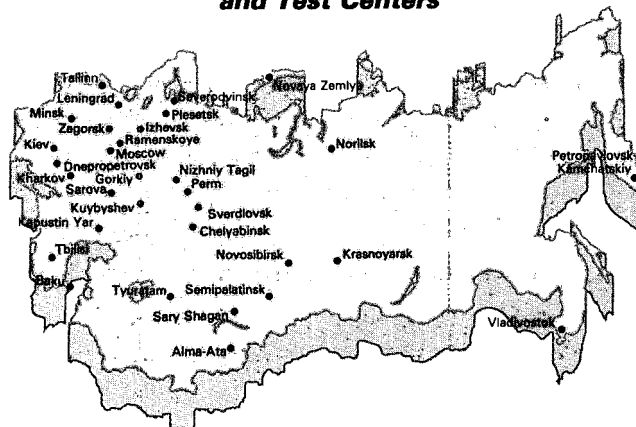 and Test Centers
Tallinn
Novaya Zemlya
Leningrad
Severodvinsk
Minsk
Plesetsk
Zagorsk
Izhevsk
Ramenskoye
Kiev
Moscow
Norilsk
Petropavlovsk-
Kamchatskiy
Dnepropetrovsk
Nizhniy Tagil
Kharkov
Gorkiy
Perm
Sarova
Kuybyshev
Sverdlovsk
Kapustin Yar
Chelyabinsk
Tbilisi
Novosibirsk
Krasnoyarsk
Baku
Tyuratam
Semipalatinsk
Sary Shagan
Vladivostok
Alma-Ata